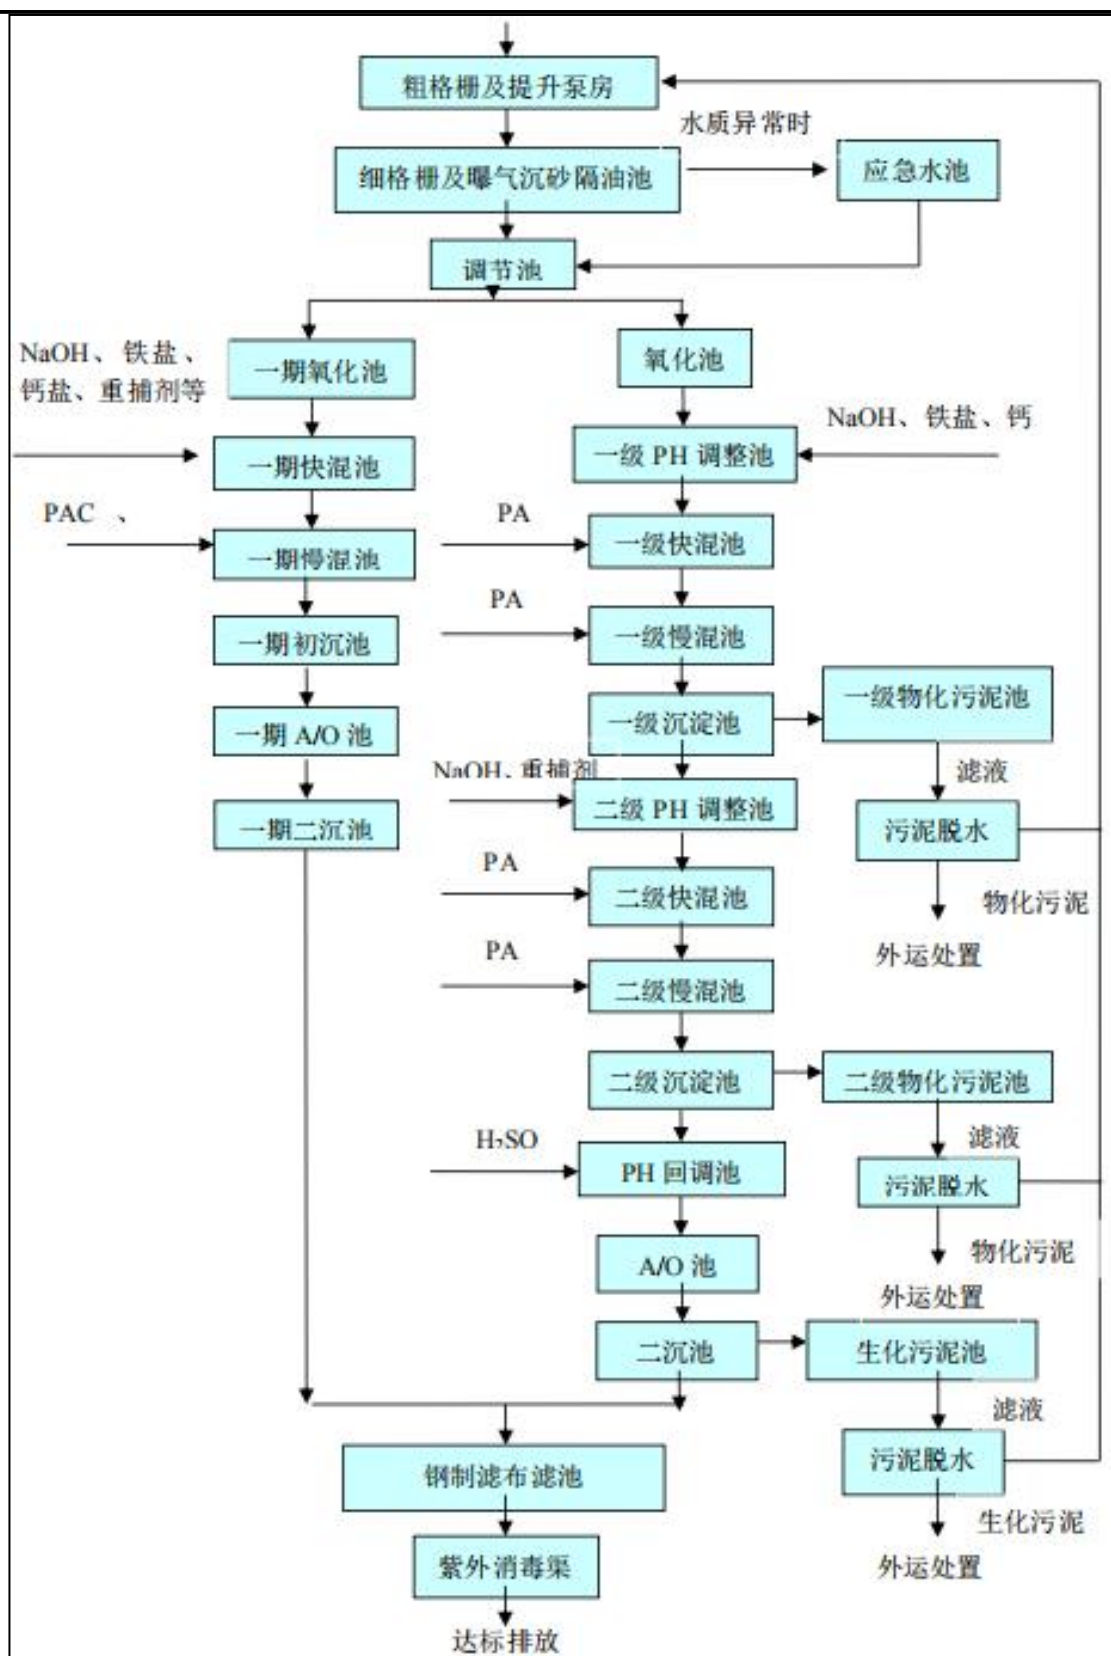 粗格栅及提升泵房
水质异常时
细格栅及曝气沉砂隔油池
应急水池
调节池
NaOH、铁盐、
钙盐、重捕剂等
一期氧化池
氧化池
NaOH、铁盐、钙
一期快混池
一级 PH 调整池
PAC 、
PA
一期慢混池
一级快混池
PA
一期初沉池
一级慢混池
一级物化污泥池
一期 A/O 池
一级沉淀池
NaOH、重捕剂
滤液
一期二沉池
二级 PH 调整池
污泥脱水
PA
二级快混池
物化污泥
外运处置
PA
二级慢混池
二级沉淀池
二级物化污泥池
H2SO
滤液
PH 回调池
污泥脱水
A/O 池
物化污泥
外运处置
二沉池
生化污泥池
滤液
钢制滤布滤池
污泥脱水
生化污泥
紫外消毒渠
外运处置
达标排放